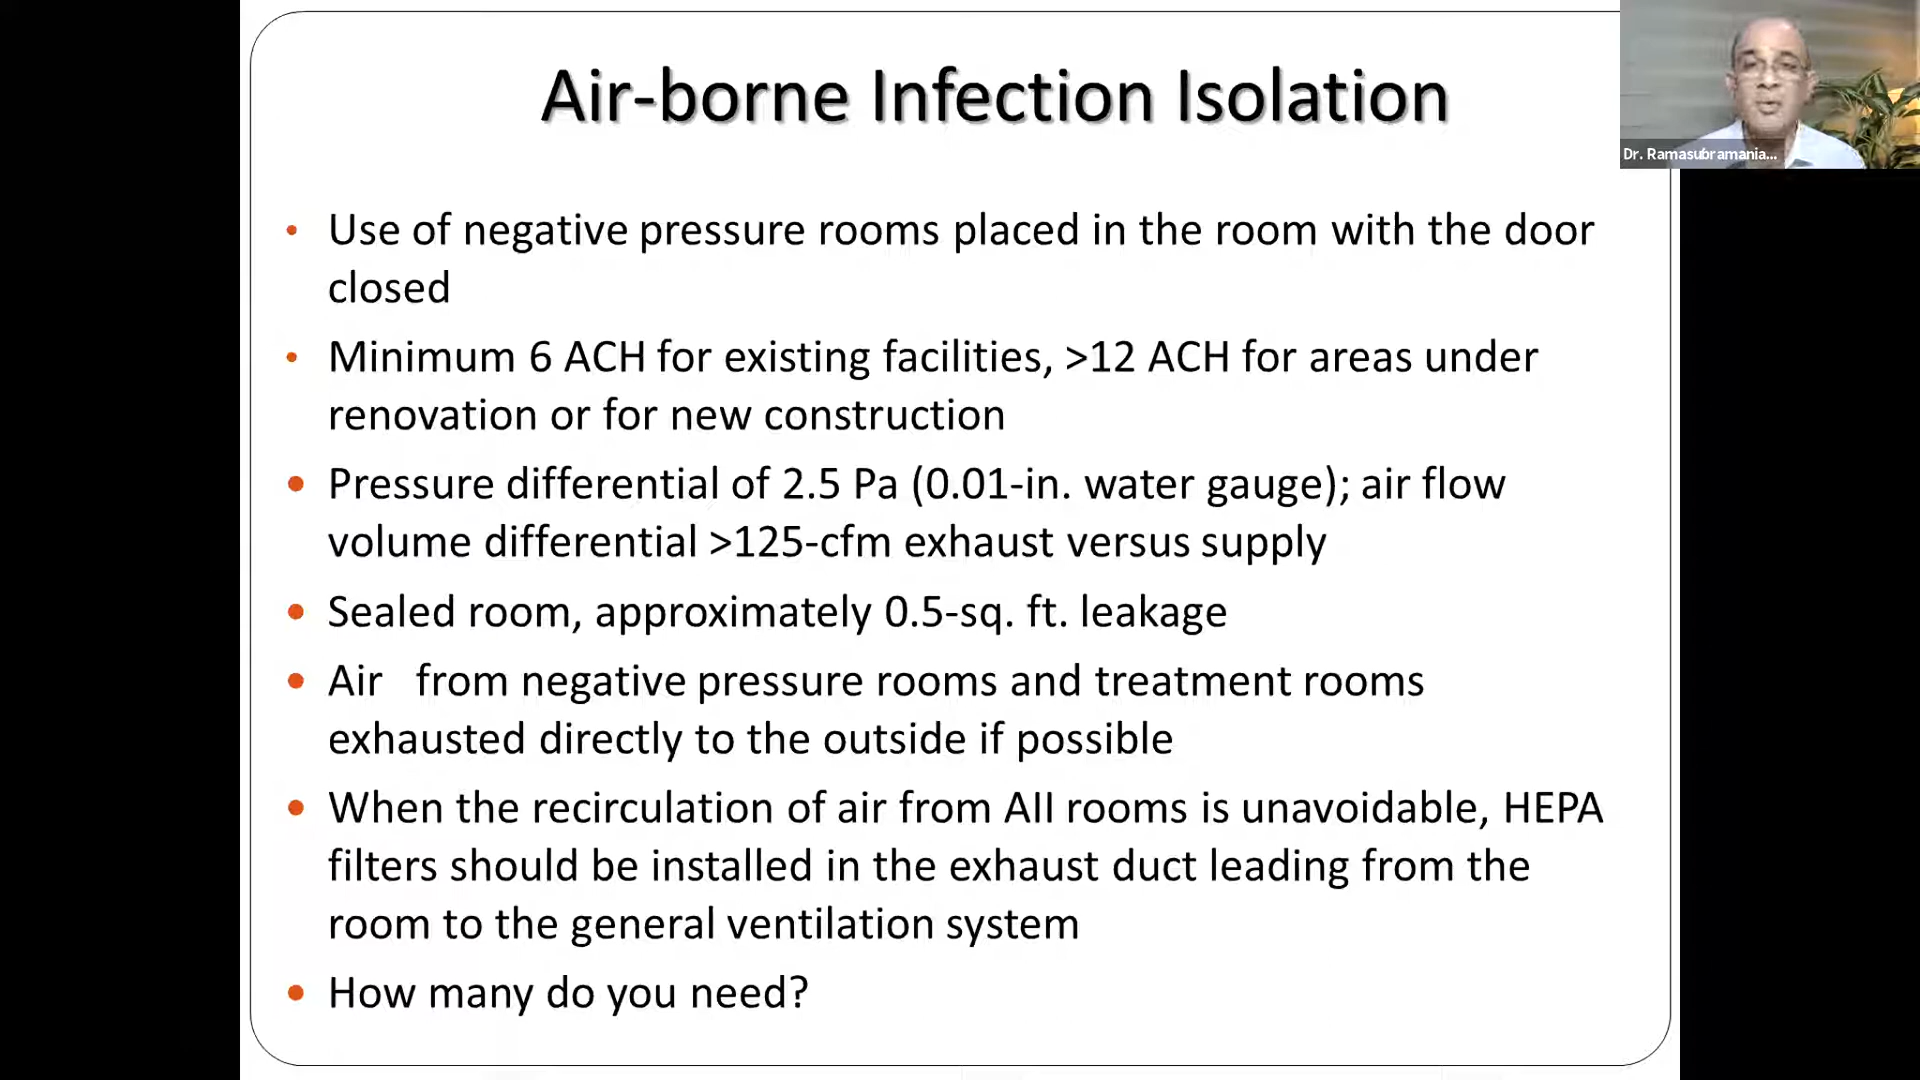 Air-borne Infection Isolation
Dr. Ramasubramania...
• Use of negative pressure rooms placed in the room with the door
closed
• Minimum 6 ACH for existing facilities, >12 ACH for areas under
renovation or for new construction
• Pressure differential of 2.5 Pa (0.01-in. water gauge); air flow
volume differential >125-cfm exhaust versus supply
• Sealed room, approximately 0.5-sq. ft. leakage
• Air from negative pressure rooms and treatment rooms
exhausted directly to the outside if possible
• When the recirculation of air from AII rooms is unavoidable, HEPA
filters should be installed in the exhaust duct leading from the
room to the general ventilation system
• How many do you need?